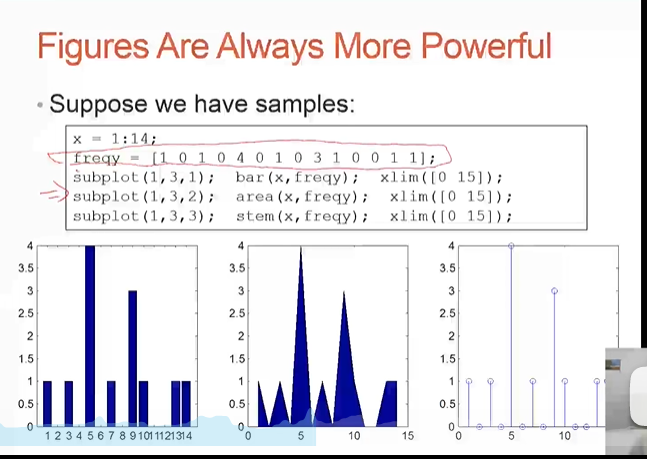 Figures Are Always More Powerful
• Suppose we have samples:
x = 1:14;
freqy = [1 0 1 0 4 0 1 0 3 1 0 0 1 1];
subplot(1,3,1); bar(x,freqy); xlim([0 15]);
subplot(1,3,2); area(x,freqy); xlim([0 15]);
subplot(1,3,3); stem(x,freqy); xlim([0 15]);
4 4 4
3.5 3.5 3.5
3 3 3
2.5 2.5 2.5
2 2 2
1.5 1.5 1.5
1 1 1
0.5 0.5 0.5
0 0 0
1 2 3 4 5 6 7 8 9 1011121314 0 5 10 15 0 5 10